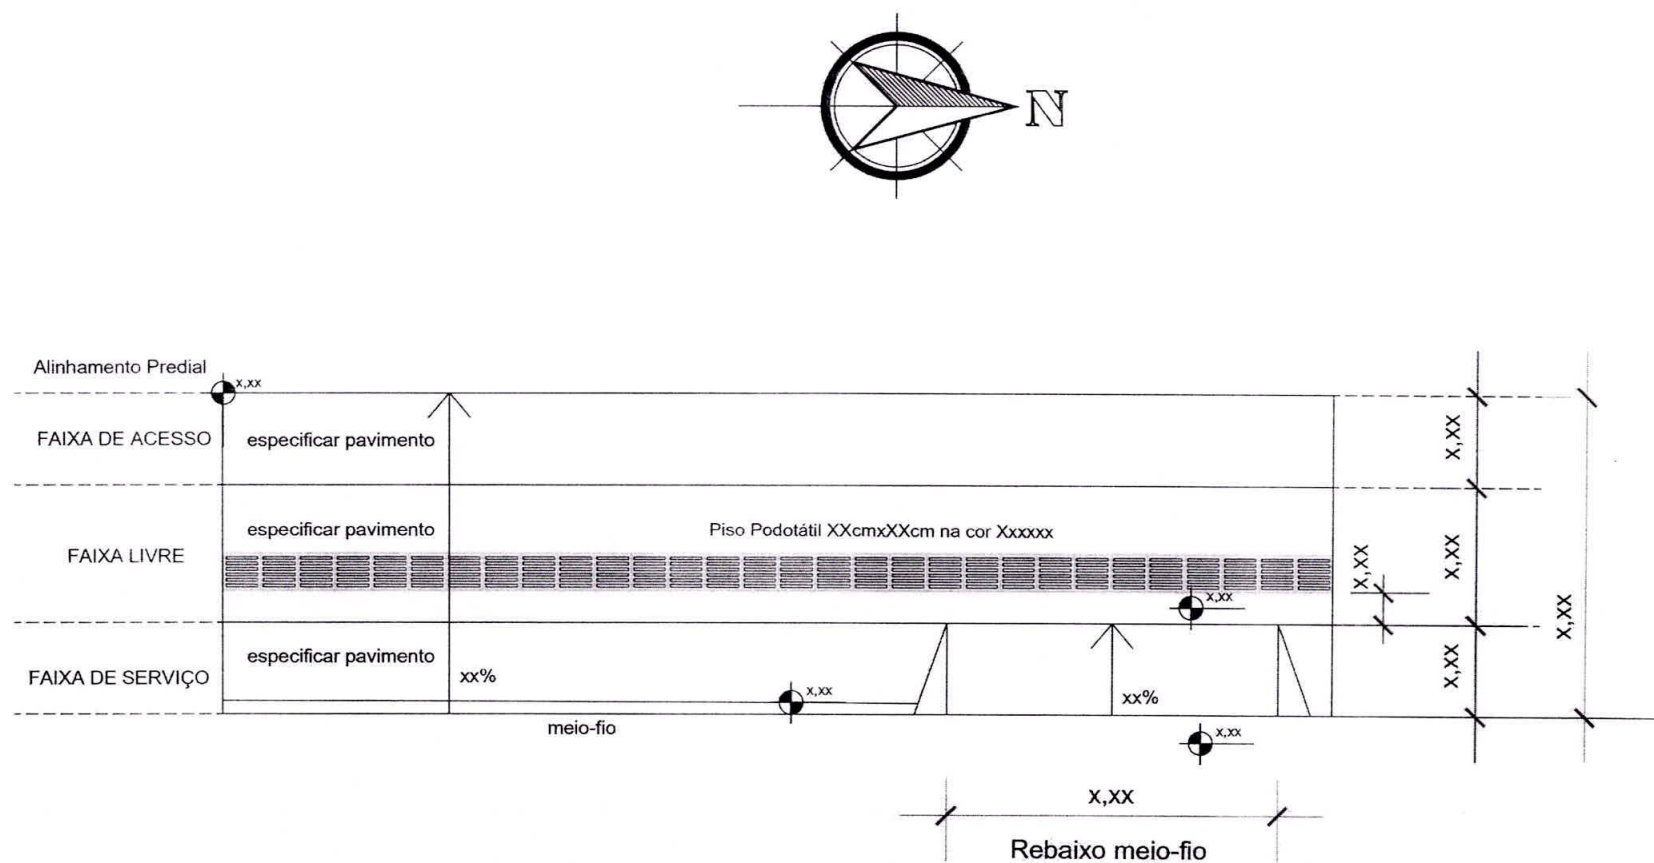 N
Alinhamento Predial
x,xx
FAIXA DE ACESSO
especificar pavimento
x,xx
especificar pavimento
Piso Podotátil XXcmxXXcm na cor Xxxxxx
FAIXA LIVRE
x,xx
x,xx
x,xx
x,xx
especificar pavimento
FAIXA DE SERVIÇO
xx%
x,xx
xx%
x,xx
meio-fio
x,xx
x,xx
Rebaixo meio-fio